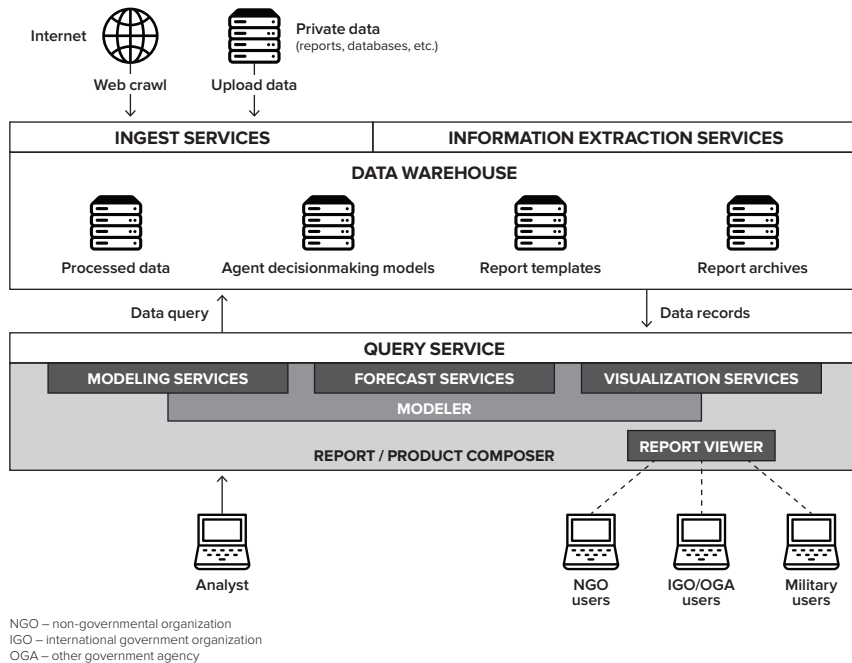 Internet
Private data
(reports, databases, etc.)
Web crawl
Upload data
INGEST SERVICES
INFORMATION EXTRACTION SERVICES
DATA WAREHOUSE
Processed data
Agent decisionmaking models
Report templates
Report archives
Data query
Data records
QUERY SERVICE
MODELING SERVICES
FORECAST SERVICES
VISUALIZATION SERVICES
MODELER
REPORT VIEWER
REPORT / PRODUCT COMPOSER
Analyst
NGO
users
IGO/OGA
users
Military
users
NGO – non-governmental organization
IGO – international government organization
OGA – other government agency